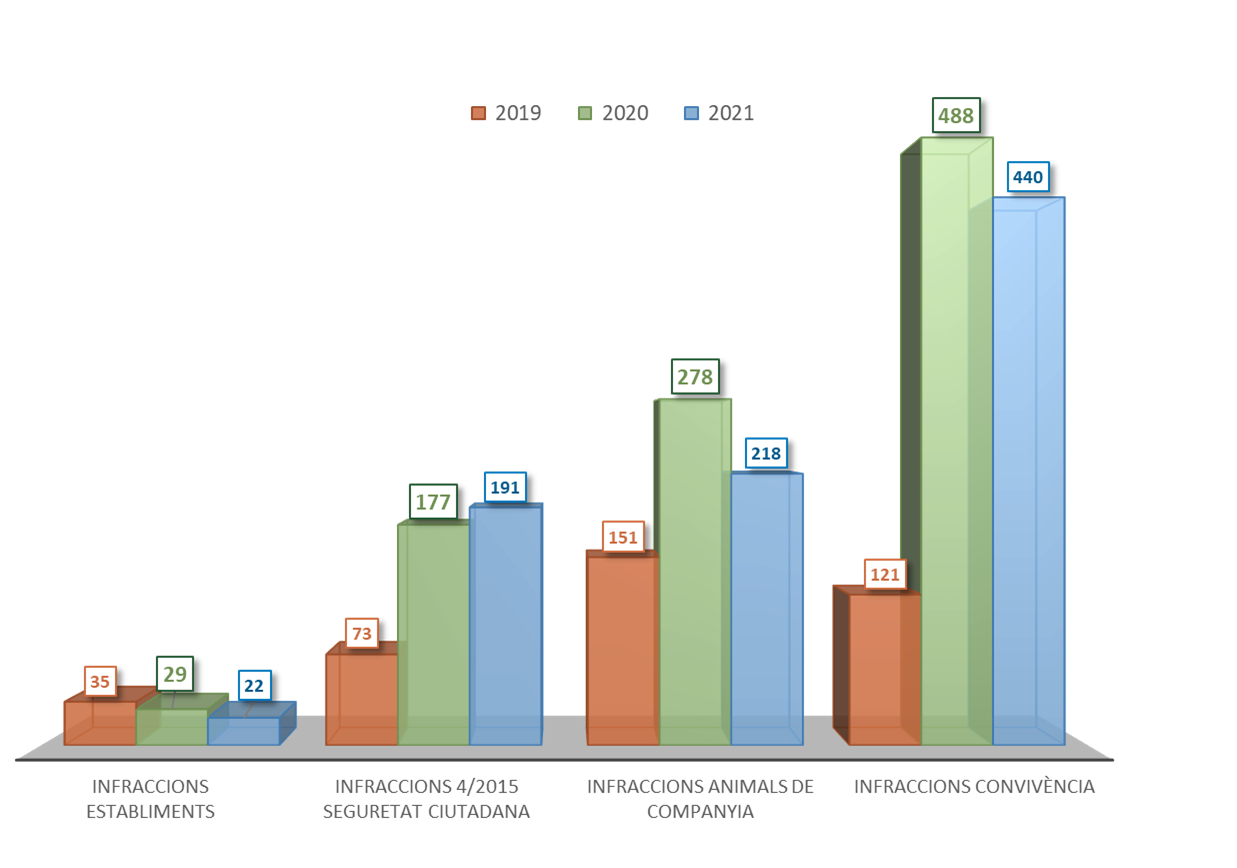 2019 2020 2021
488
440
278
218
177
191
151
121
73
35
29
22
INFRACCIONS
ESTABLIMENTS
INFRACCIONS 4/2015
SEGURETAT CIUTADANA
INFRACCIONS ANIMALS DE
COMPANYIA
INFRACCIONS CONVIVÈNCIA